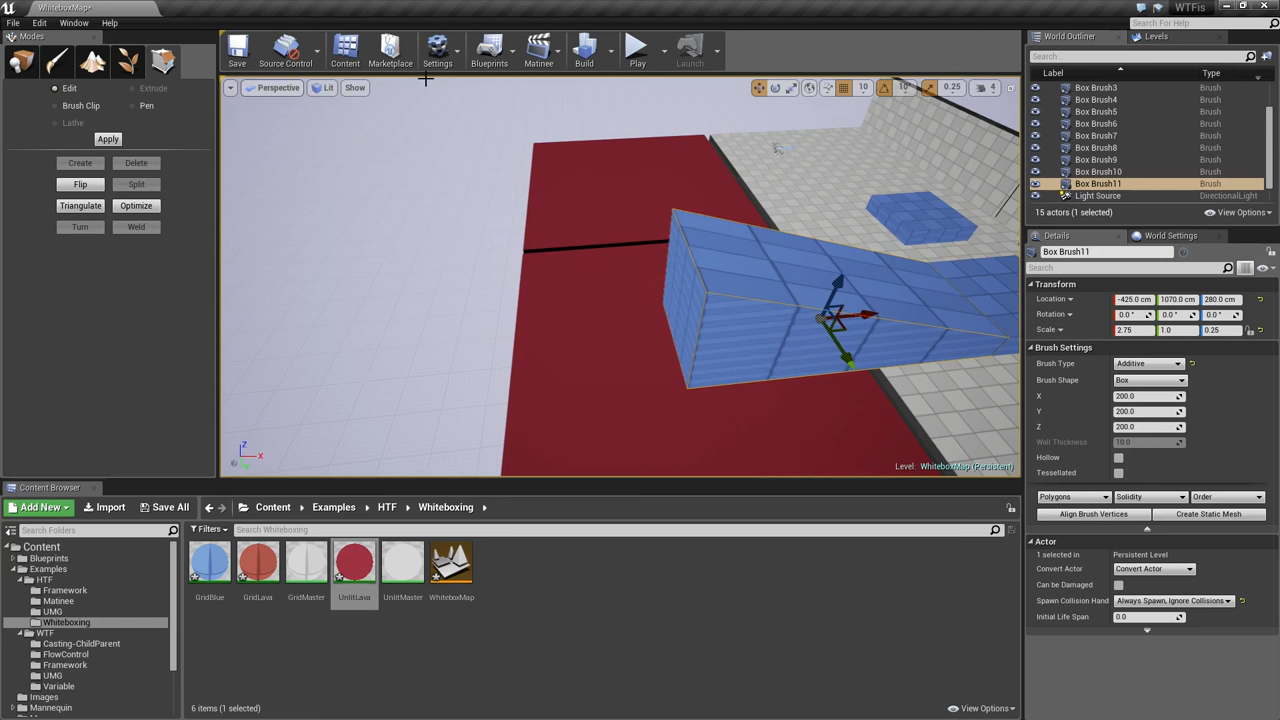 WhiteboxMap*
WTFis
File Edit Window Help
Search For Help
Modes
World Outliner Levels
Save Source Control Content Marketplace Settings Blueprints Matinee Build Play Launch
Search...
Label Type
Edit Extrude
Brush Clip Pen
Lathe
Apply
Create Delete
Flip Split
Triangulate Optimize
Turn Weld
Perspective Lit Show 10 10° 0.25 4
Box Brush3 Brush
Box Brush4 Brush
Box Brush5 Brush
Box Brush6 Brush
Box Brush7 Brush
Box Brush8 Brush
Box Brush9 Brush
Box Brush10 Brush
Box Brush11 Brush
Light Source DirectionalLight
15 actors (1 selected) View Options
Details World Settings
Box Brush11
Search
Transform
Location -425.0 cm 1070.0 cm 280.0 cm
Rotation 0.0 ° 0.0 ° 0.0 °
Scale 2.75 1.0 0.25
Brush Settings
Brush Type Additive
Brush Shape Box
X 200.0
Y 200.0
Z 200.0
Wall Thickness 10.0
Hollow
Tessellated
Polygons Solidity Order
Align Brush Vertices Create Static Mesh
Actor
1 selected in Persistent Level
Convert Actor Convert Actor
Can be Damaged
Spawn Collision Hand Always Spawn, Ignore Collisions
Initial Life Span 0.0
Z
X
Level: WhiteboxMap (Persistent)
Content Browser
Add New Import Save All Content Examples HTF Whiteboxing
Search Folders
Filters Search Whiteboxing
Content
Blueprints
Examples
HTF
Framework
Matinee
UMG
Whiteboxing
WTF
Casting-ChildParent
FlowControl
Framework
UMG
Variable
Images
Mannequin
GridBlue GridLava GridMaster UnlitLava UnlitMaster WhiteboxMap
6 items (1 selected) View Options